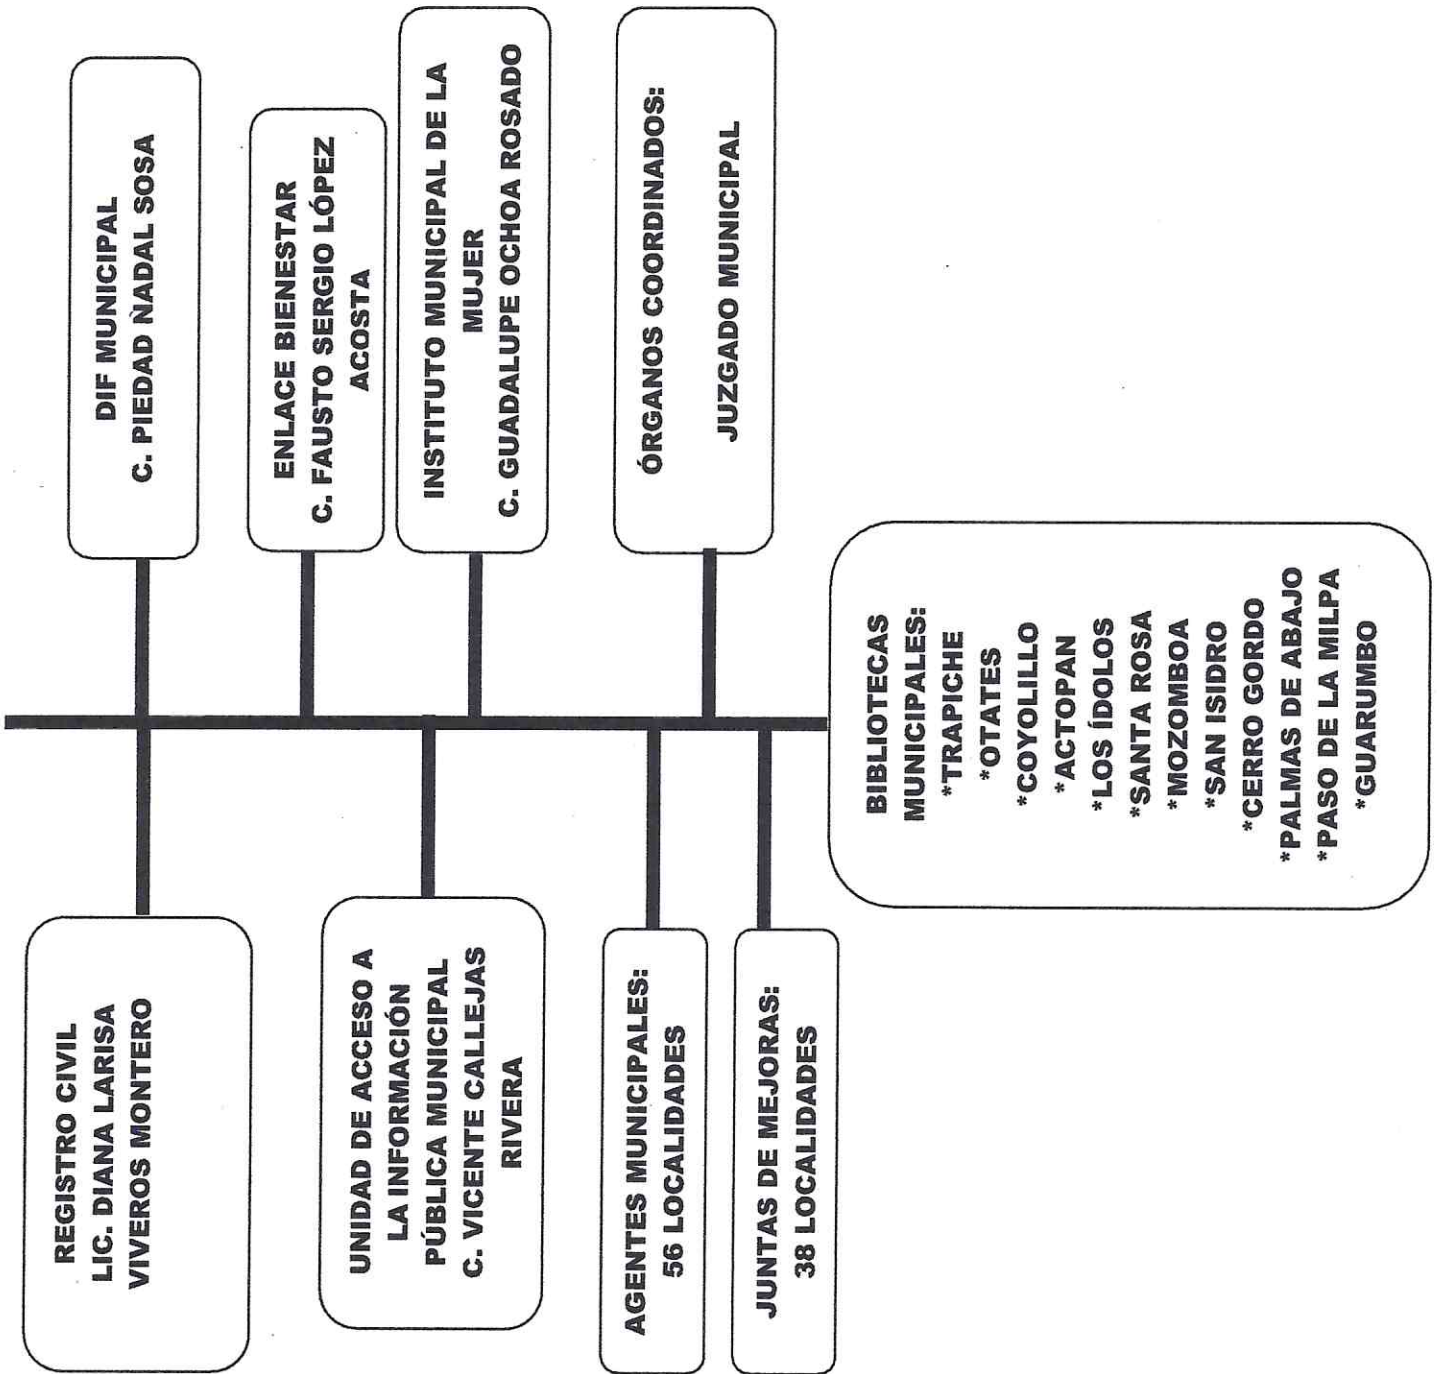 REGISTRO CIVIL
LIC. DIANA LARISA
VIVEROS MONTERO
UNIDAD DE ACCESO A
LA INFORMACIÓN
PÚBLICA MUNICIPAL
C. VICENTE CALLEJAS
RIVERA
AGENTES MUNICIPALES:
56 LOCALIDADES
JUNTAS DE MEJORAS:
38 LOCALIDADES
DIF MUNICIPAL
C. PIEDAD ÑADAL SOSA
ENLACE BIENESTAR
C. FAUSTO SERGIO LÓPEZ
ACOSTA
INSTITUTO MUNICIPAL DE LA
MUJER
C. GUADALUPE OCHOA ROSADO
ÓRGANOS COORDINADOS:
JUZGADO MUNICIPAL
BIBLIOTECAS
MUNICIPALES:
*TRAPICHE
*OTATES
*COYOLILLO
*ACTOPAN
*LOS ÍDOLOS
*SANTA ROSA
*MOZOMBOA
*SAN ISIDRO
*CERRO GORDO
*PALMAS DE ABAJO
*PASO DE LA MILPA
*GUARUMBO